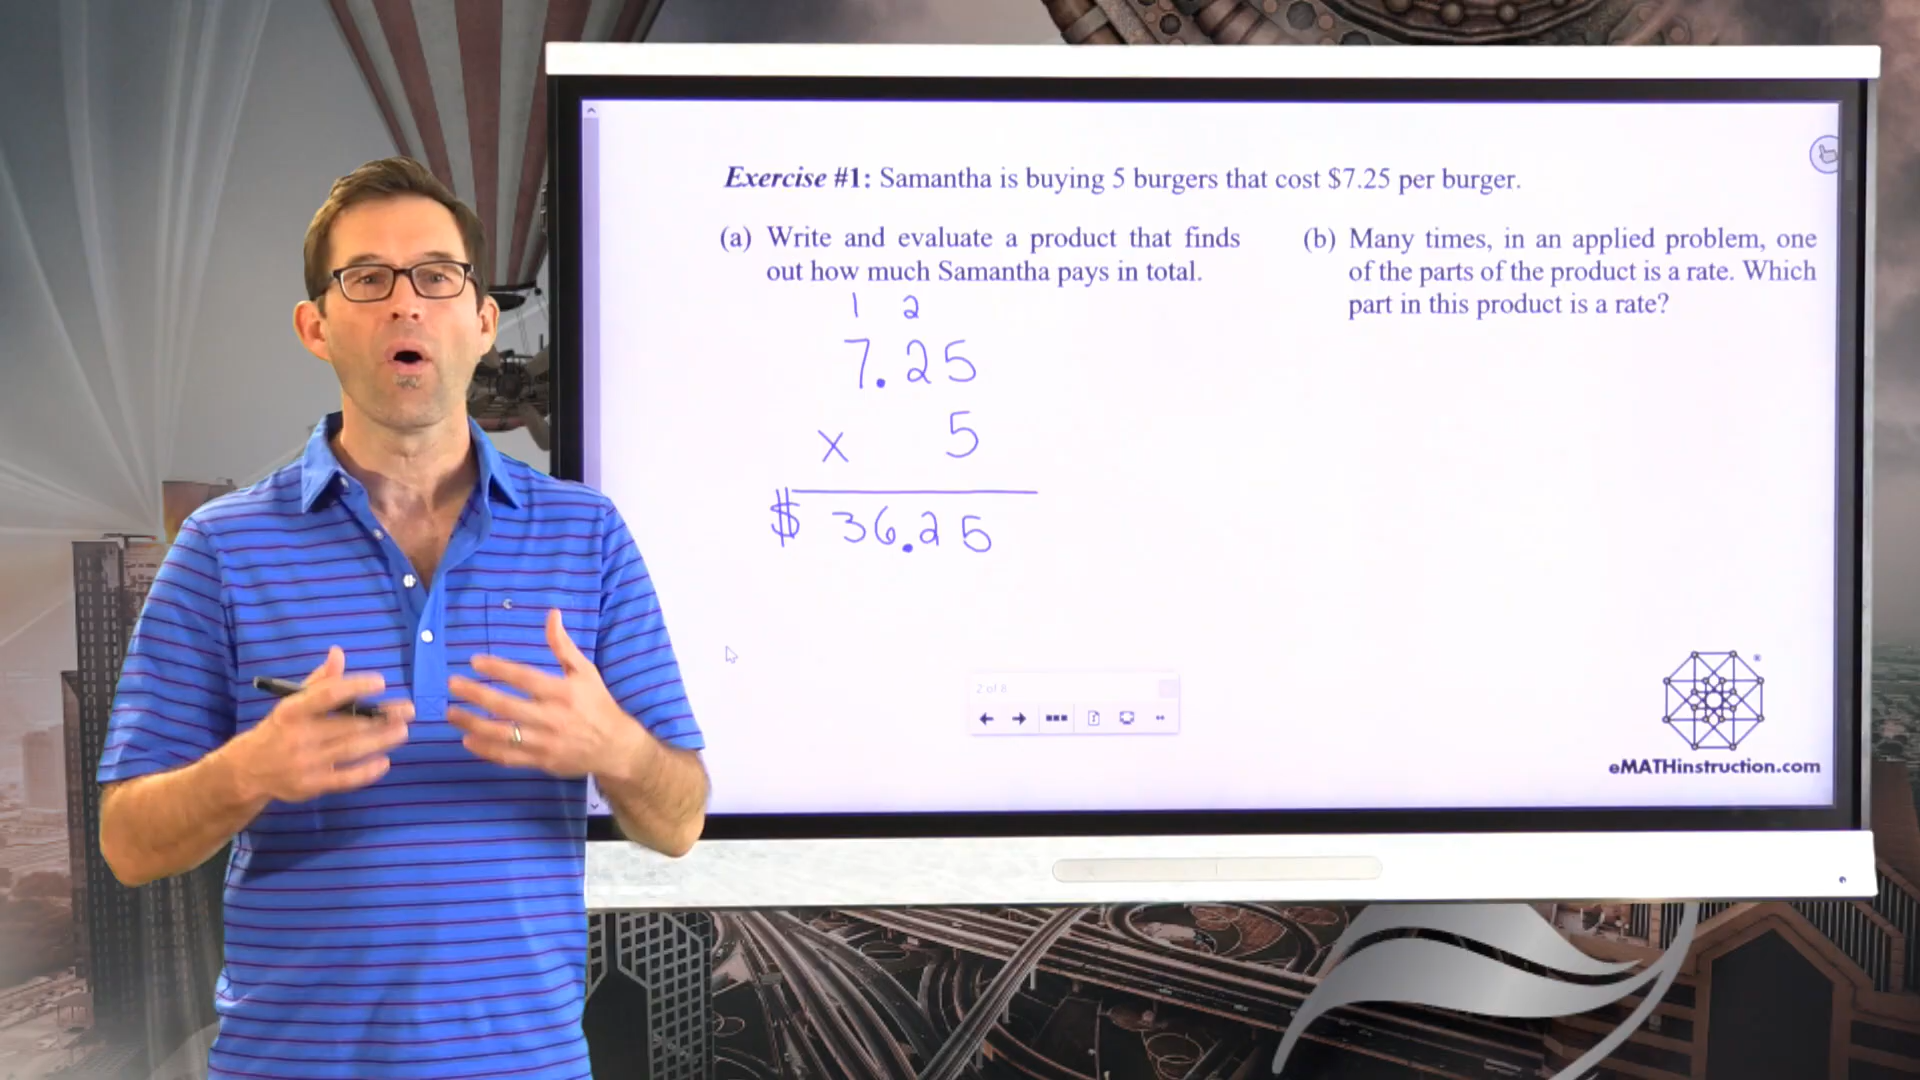 Exercise #1: Samantha is buying 5 burgers that cost $7.25 per burger.
(a) Write and evaluate a product that finds
out how much Samantha pays in total.
1 2
7.25
x 5
$ 36.25
(b) Many times, in an applied problem, one
of the parts of the product is a rate. Which
part in this product is a rate?
2 of 8
eMATHinstruction.com